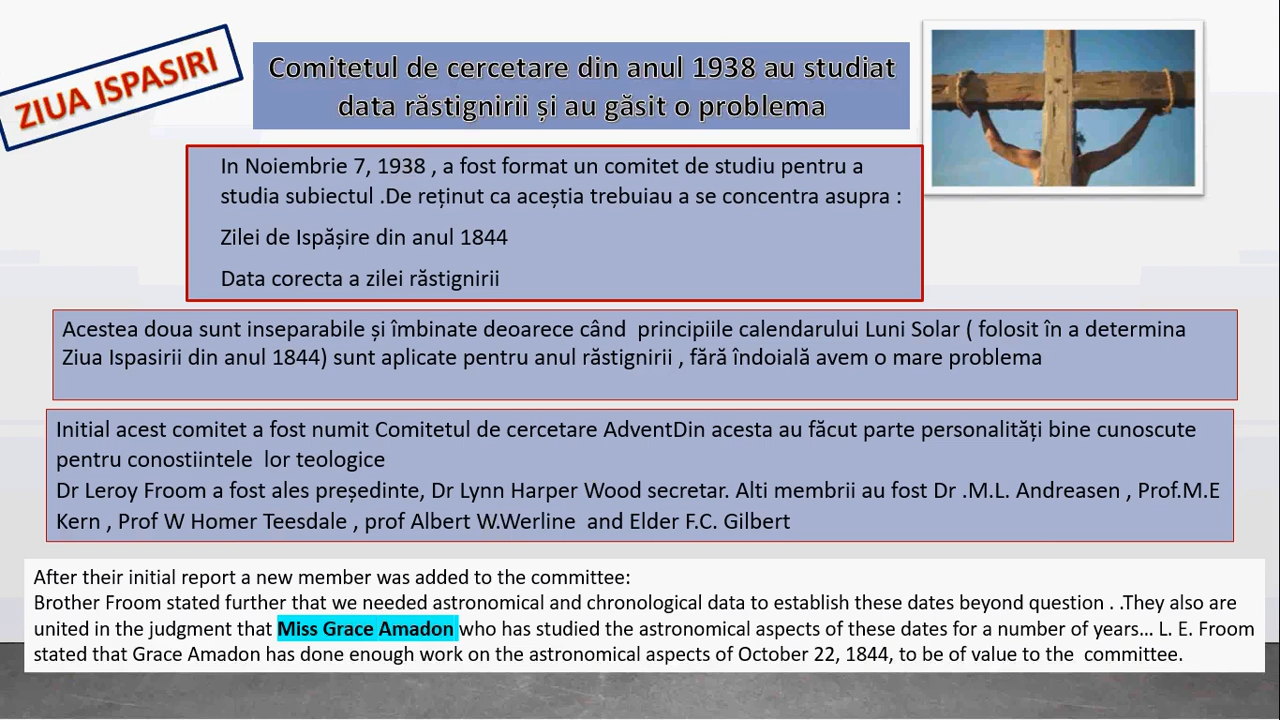 ZIUA ISPASIRI
Comitetul de cercetare din anul 1938 au studiat
data răstignirii și au găsit o problema
In Noiembrie 7, 1938 , a fost format un comitet de studiu pentru a
studia subiectul .De reținut ca aceștia trebuiau a se concentra asupra :
Zilei de Ispășire din anul 1844
Data corecta a zilei răstignirii
Acestea doua sunt inseparabile și îmbinate deoarece când principiile calendarului Luni Solar ( folosit în a determina
Ziua Ispasirii din anul 1844) sunt aplicate pentru anul răstignirii , fără îndoială avem o mare problema
Initial acest comitet a fost numit Comitetul de cercetare AdventDin acesta au făcut parte personalități bine cunoscute
pentru conostiintele lor teologice
Dr Leroy Froom a fost ales președinte, Dr Lynn Harper Wood secretar. Alti membrii au fost Dr .M.L. Andreasen , Prof.M.E
Kern , Prof W Homer Teesdale , prof Albert W.Werline and Elder F.C. Gilbert
After their initial report a new member was added to the committee:
Brother Froom stated further that we needed astronomical and chronological data to establish these dates beyond question . .They also are
united in the judgment that Miss Grace Amadon who has studied the astronomical aspects of these dates for a number of years… L. E. Froom
stated that Grace Amadon has done enough work on the astronomical aspects of October 22, 1844, to be of value to the committee.